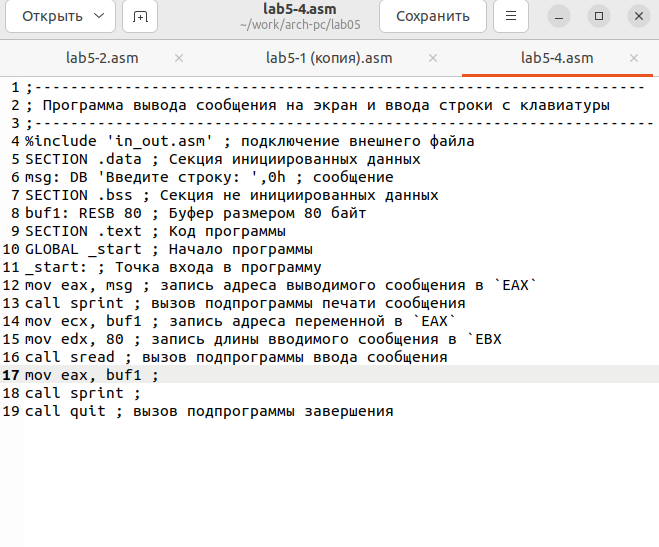 Открыть
lab5-4.asm
~/work/arch-pc/lab05
Сохранить
lab5-2.asm
lab5-1 (копия).asm
lab5-4.asm
1 ;--------------------------------------------------------------------
2 ; Программа вывода сообщения на экран и ввода строки с клавиатуры
3 ;---------------------------------------------------------------------
4 %include 'in_out.asm' ; подключение внешнего файла
5 SECTION .data ; Секция инициированных данных
6 msg: DB 'Введите строку: ',0h ; сообщение
7 SECTION .bss ; Секция не инициированных данных
8 buf1: RESB 80 ; Буфер размером 80 байт
9 SECTION .text ; Код программы
10 GLOBAL _start ; Начало программы
11 _start: ; Точка входа в программу
12 mov eax, msg ; запись адреса выводимого сообщения в `EAX`
13 call sprint ; вызов подпрограммы печати сообщения
14 mov ecx, buf1 ; запись адреса переменной в `EAX`
15 mov edx, 80 ; запись длины вводимого сообщения в `EBX
16 call sread ; вызов подпрограммы ввода сообщения
17 mov eax, buf1 ;
18 call sprint ;
19 call quit ; вызов подпрограммы завершения